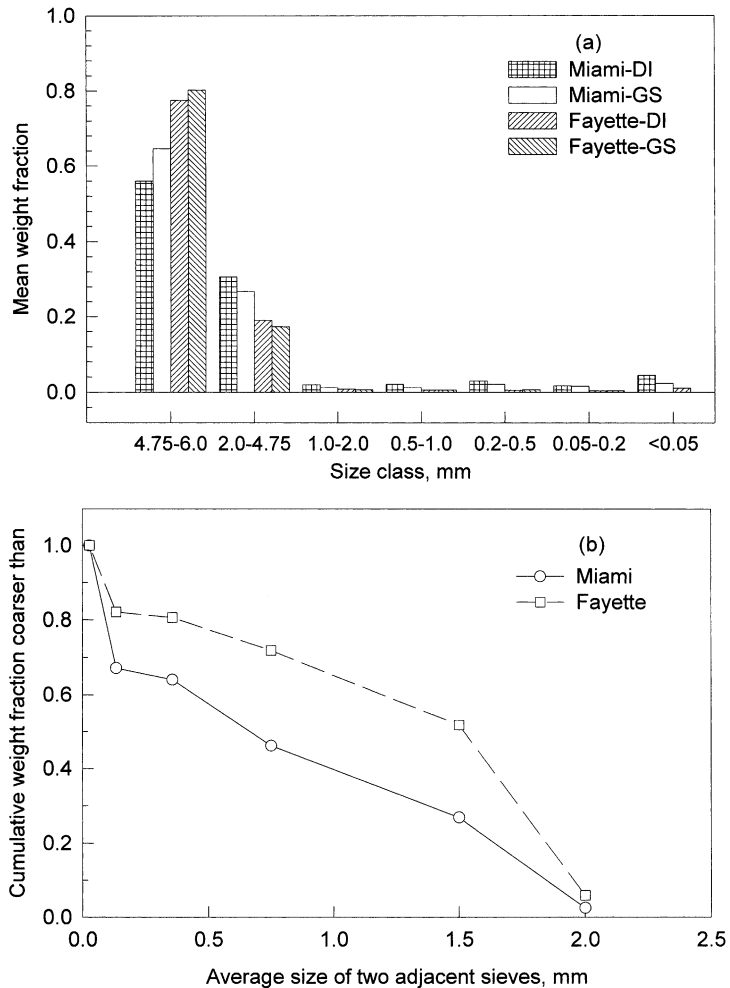 1.0
0.8
0.6
0.4
0.2
0.0
Mean weight fraction
(a)
Miami-DI
Miami-GS
Fayette-DI
Fayette-GS
4.75-6.0 2.0-4.75 1.0-2.0 0.5-1.0 0.2-0.5 0.05-0.2 <0.05
Size class, mm
1.0
0.8
0.6
0.4
0.2
0.0
Cumulative weight fraction coarser than
(b)
Miami
Fayette
0.0 0.5 1.0 1.5 2.0 2.5
Average size of two adjacent sieves, mm